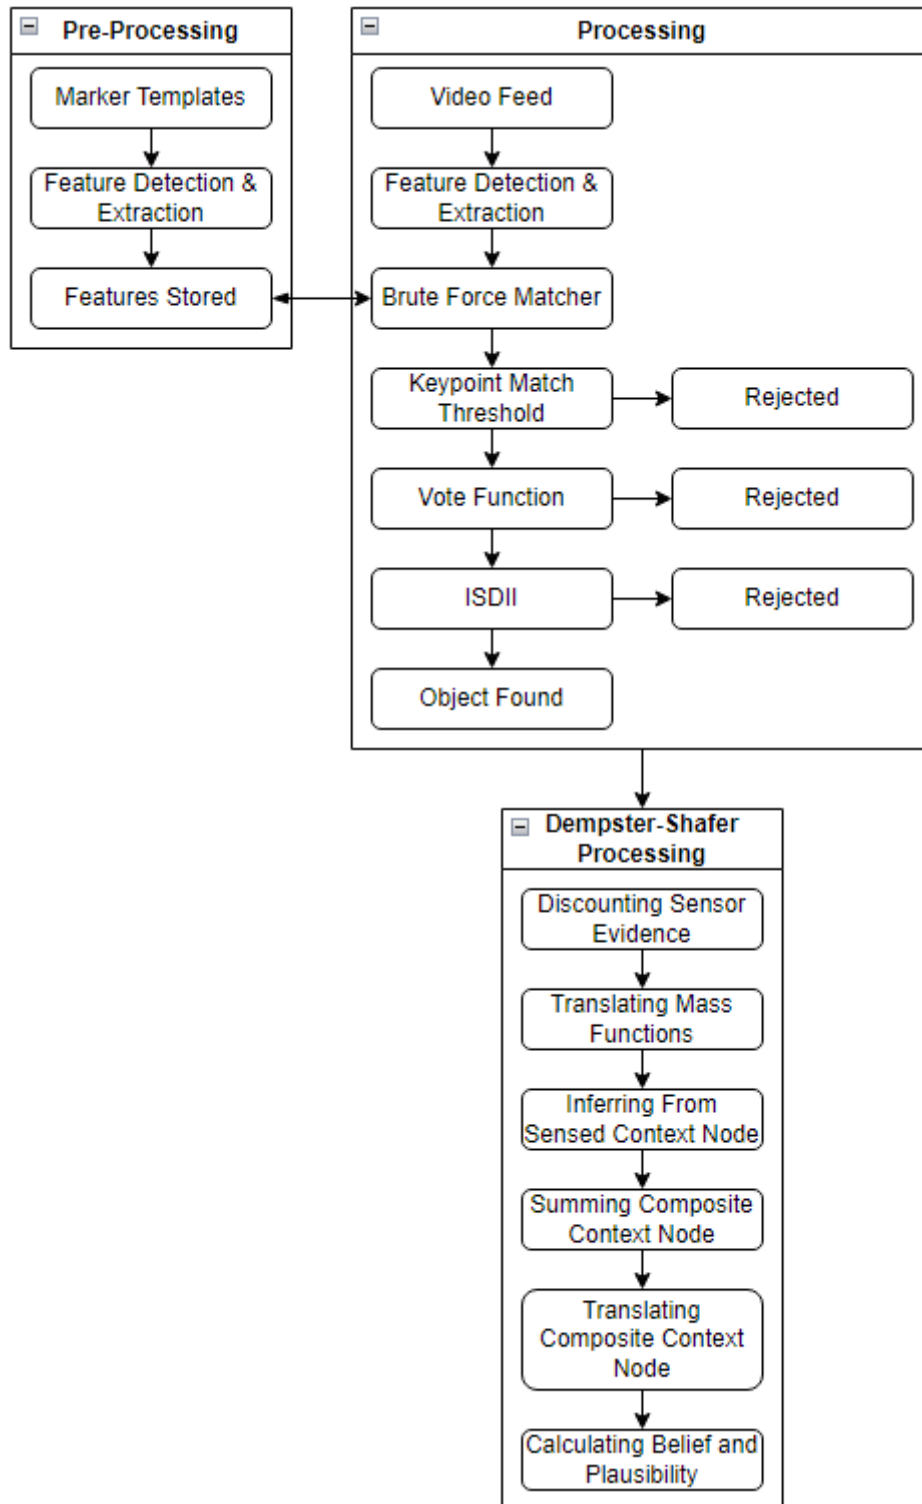 Pre-Processing
Marker Templates
Feature Detection &
Extraction
Features Stored
Processing
Video Feed
Feature Detection &
Extraction
Brute Force Matcher
Keypoint Match
Threshold
Rejected
Vote Function
Rejected
ISDII
Rejected
Object Found
Dempster-Shafer
Processing
Discounting Sensor
Evidence
Translating Mass
Functions
Inferring From
Sensed Context Node
Summing Composite
Context Node
Translating
Composite Context
Node
Calculating Belief and
Plausibility